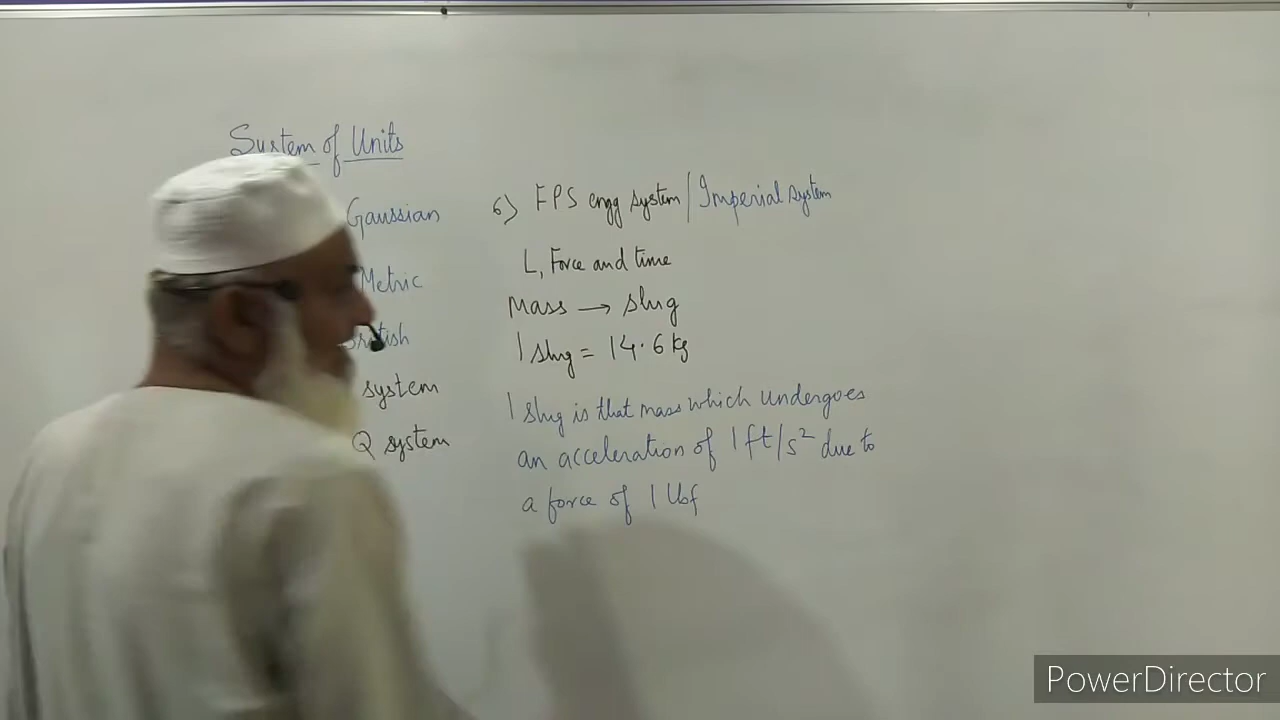 System of Units
Gaussian
Metric
British
system
Q system
6) FPS engg system/Imperial system
L, Force and time
Mass → slug
1 slug = 14.6 kg
1 slug is that mass which undergoes
an acceleration of 1 ft/s² due to
a force of 1 lbf
PowerDirector